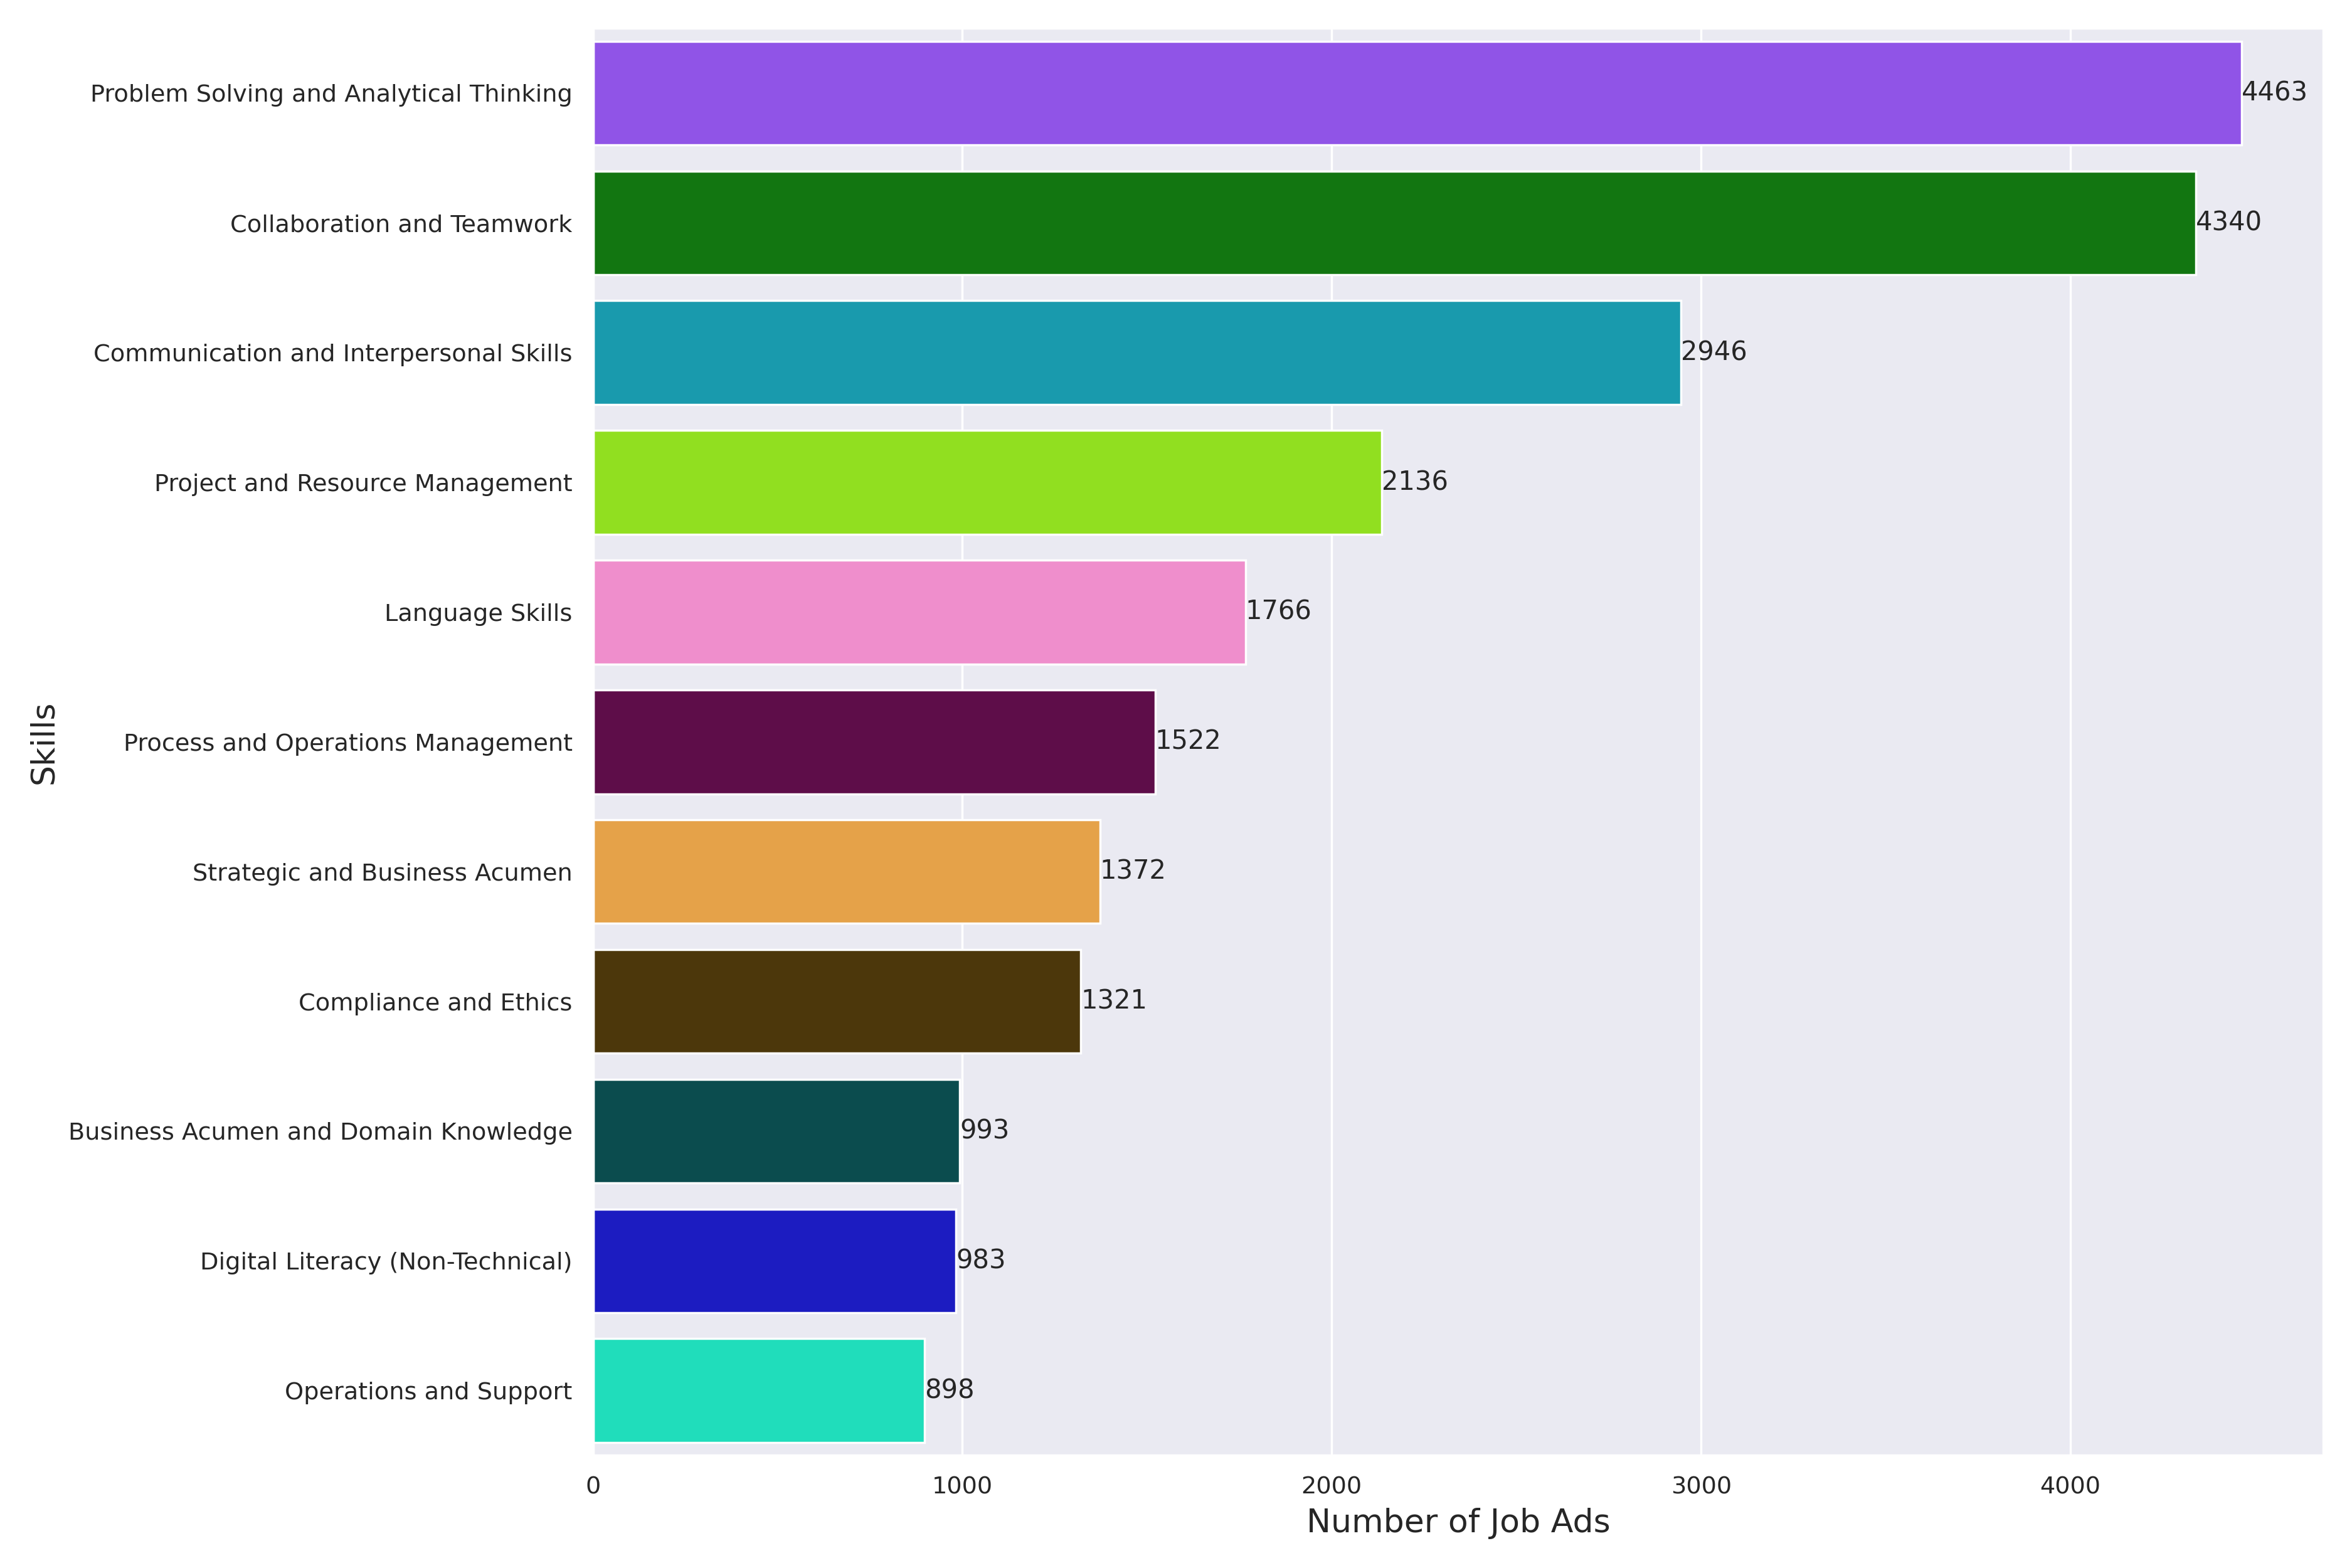 Problem Solving and Analytical Thinking 4463
Collaboration and Teamwork 4340
Communication and Interpersonal Skills 2946
Project and Resource Management 2136
Language Skills 1766
Process and Operations Management 1522
Strategic and Business Acumen 1372
Compliance and Ethics 1321
Business Acumen and Domain Knowledge 993
Digital Literacy (Non-Technical) 983
Operations and Support 898
Skills
0 1000 2000 3000 4000
Number of Job Ads